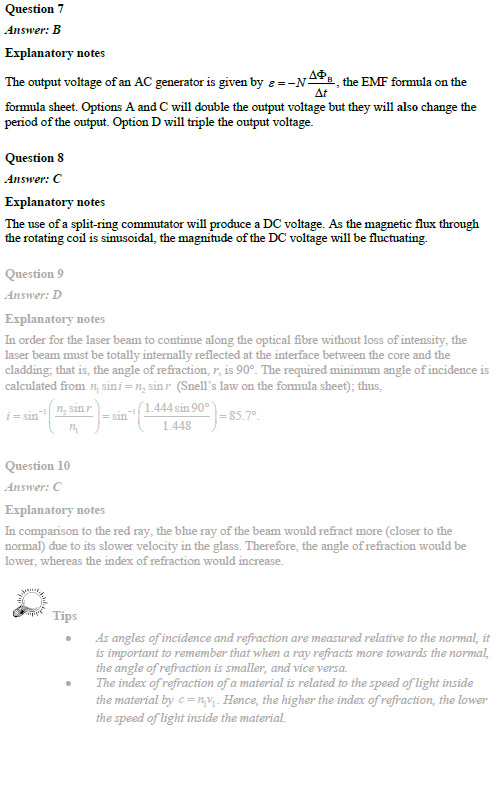 Question 7
Answer: B
Explanatory notes
The output voltage of an AC generator is given by ε = −N ΔΦB/Δt, the EMF formula on the
formula sheet. Options A and C will double the output voltage but they will also change the
period of the output. Option D will triple the output voltage.
Question 8
Answer: C
Explanatory notes
The use of a split-ring commutator will produce a DC voltage. As the magnetic flux through
the rotating coil is sinusoidal, the magnitude of the DC voltage will be fluctuating.
Question 9
Answer: D
Explanatory notes
In order for the laser beam to continue along the optical fibre without loss of intensity, the
laser beam must be totally internally reflected at the interface between the core and the
cladding; that is, the angle of refraction, r, is 90°. The required minimum angle of incidence is
calculated from n₁ sin i = n₂ sin r (Snell's law on the formula sheet); thus,
i = sin⁻¹(n₂ sin r / n₁) = sin⁻¹(1.444 sin 90° / 1.448) = 85.7°.
Question 10
Answer: C
Explanatory notes
In comparison to the red ray, the blue ray of the beam would refract more (closer to the
normal) due to its slower velocity in the glass. Therefore, the angle of refraction would be
lower, whereas the index of refraction would increase.
Tips
• As angles of incidence and refraction are measured relative to the normal, it
is important to remember that when a ray refracts more towards the normal,
the angle of refraction is smaller, and vice versa.
• The index of refraction of a material is related to the speed of light inside
the material by c = n₁v₁. Hence, the higher the index of refraction, the lower
the speed of light inside the material.